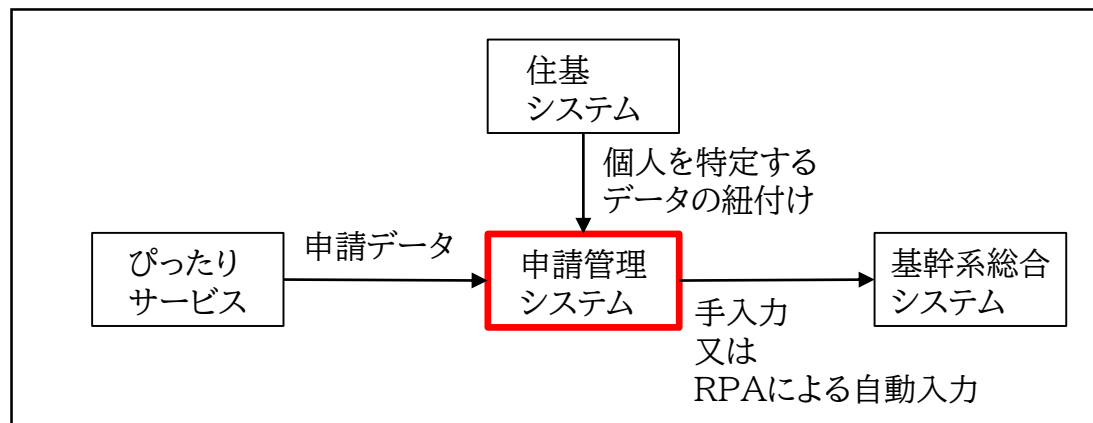 住基
システム
個人を特定する
データの紐付け
ぴったり
サービス
申請データ
申請管理
システム
手入力
又は
RPAによる自動入力
基幹系総合
システム